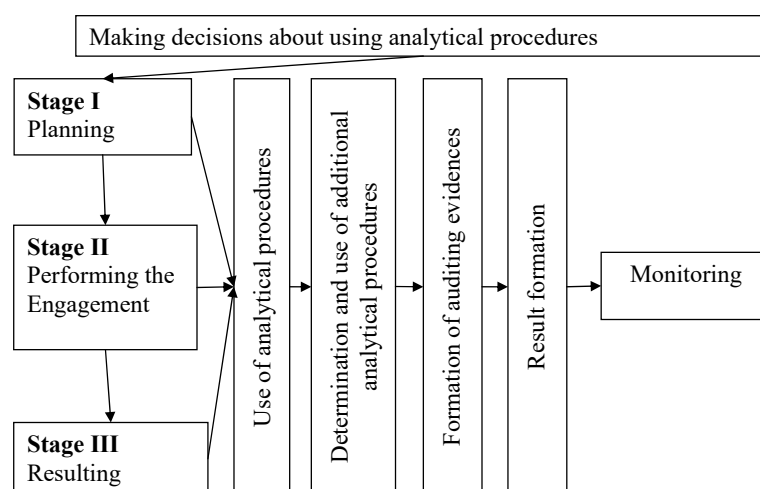 Making decisions about using analytical procedures
Stage I
Planning
Stage II
Performing the
Engagement
Stage III
Resulting
Use of analytical procedures
Determination and use of additional
analytical procedures
Formation of auditing evidences
Result formation
Monitoring